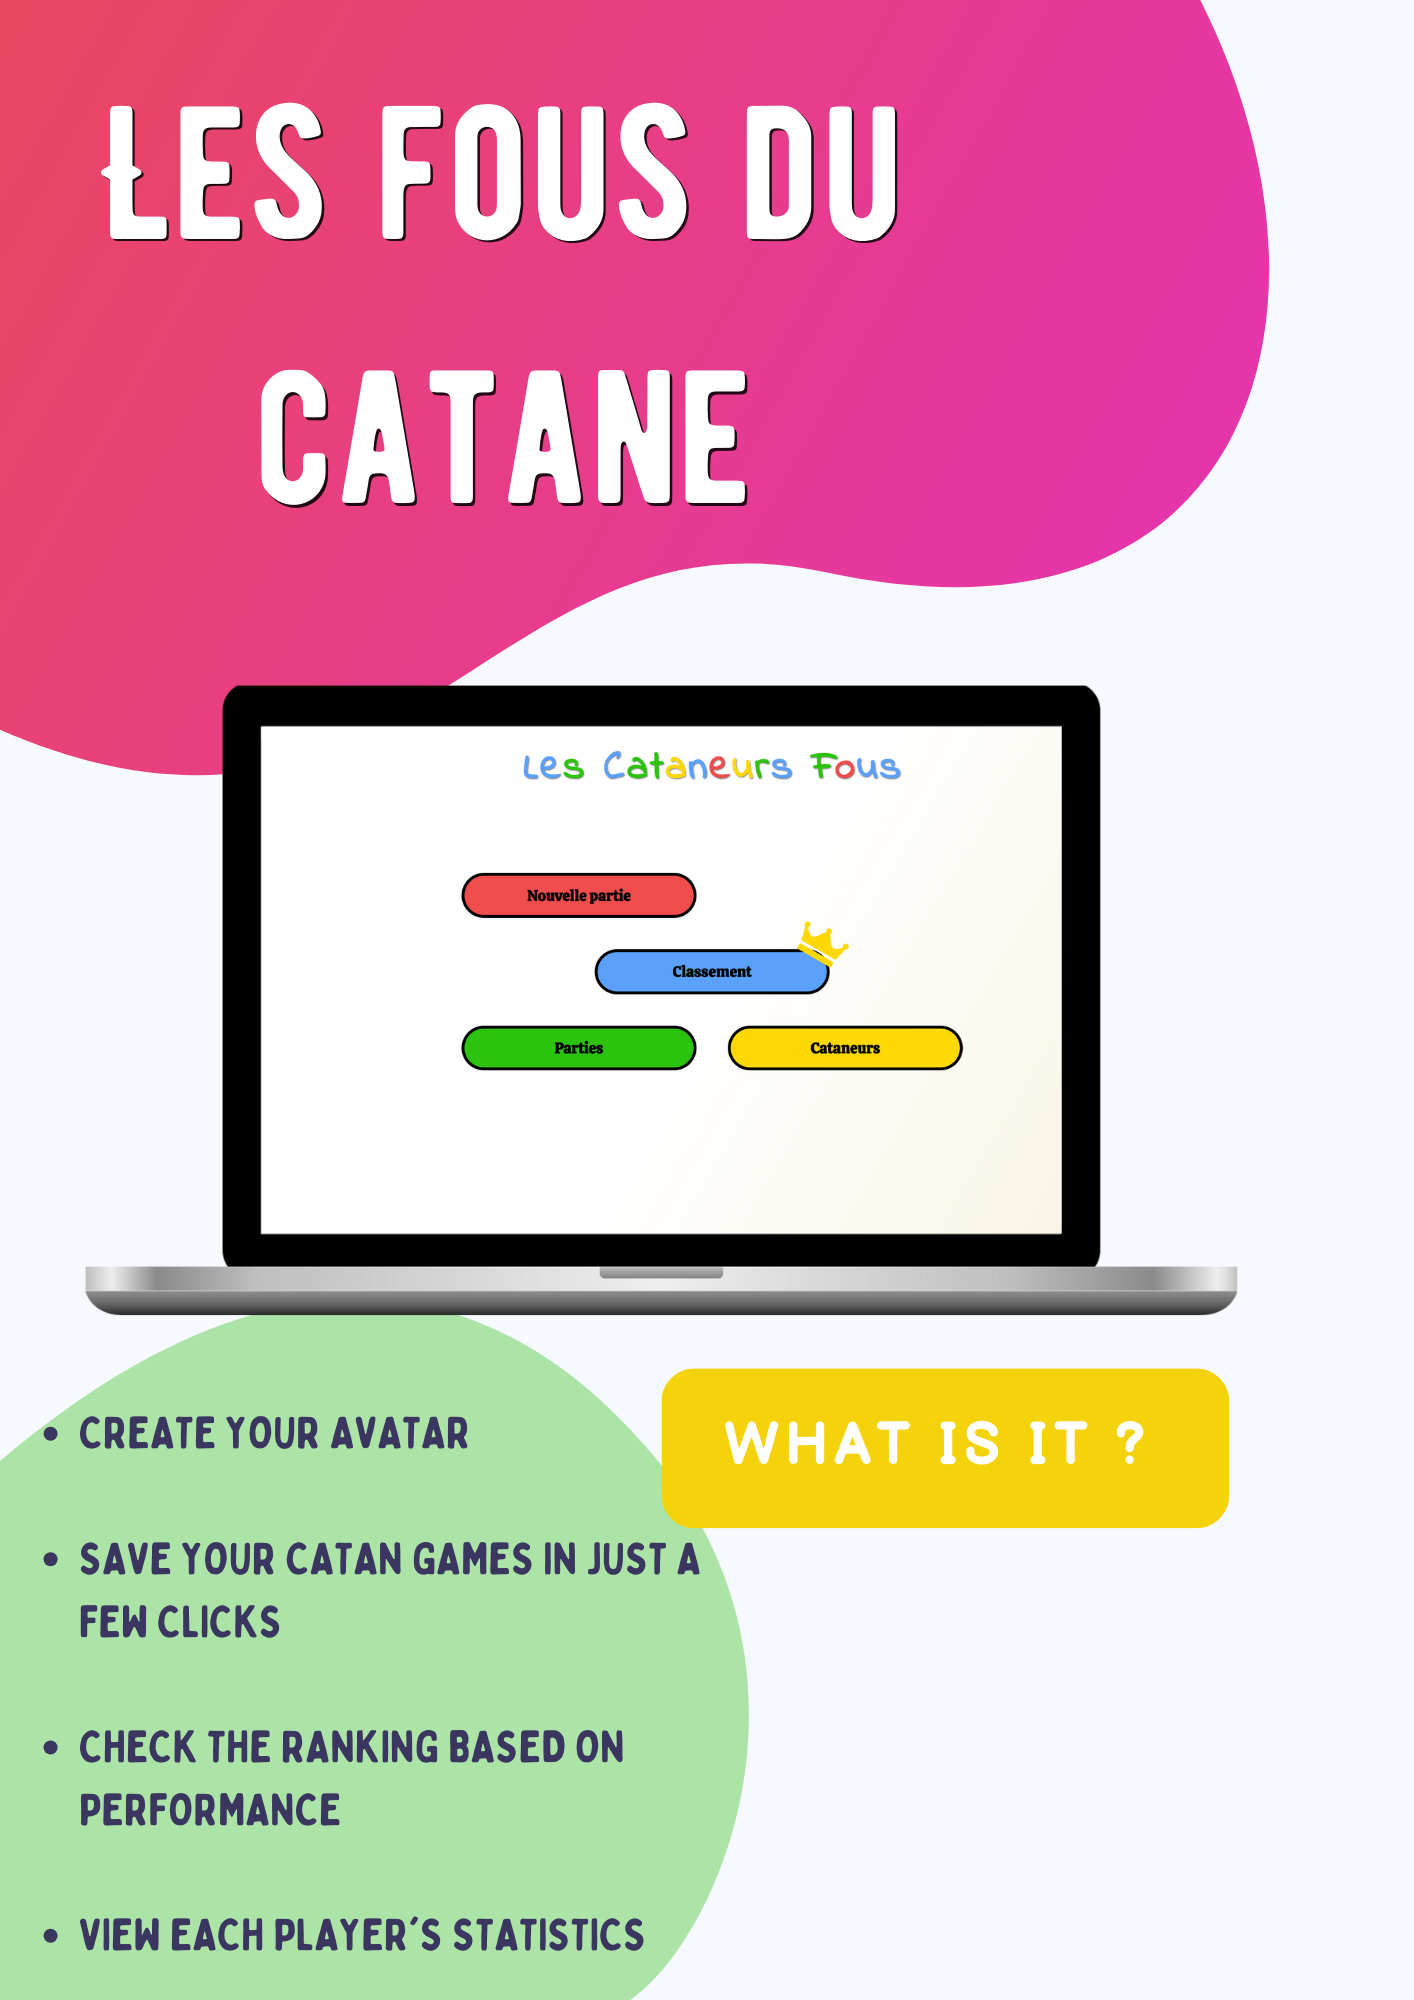 ŁES FOUS DU
CATANE
Les Cataneurs Fous
Nouvelle partie
Classement
Parties
Cataneurs
WHAT IS IT ?
• CREATE YOUR AVATAR
• SAVE YOUR CATAN GAMES IN JUST A
FEW CLICKS
• CHECK THE RANKING BASED ON
PERFORMANCE
• VIEW EACH PLAYER'S STATISTICS